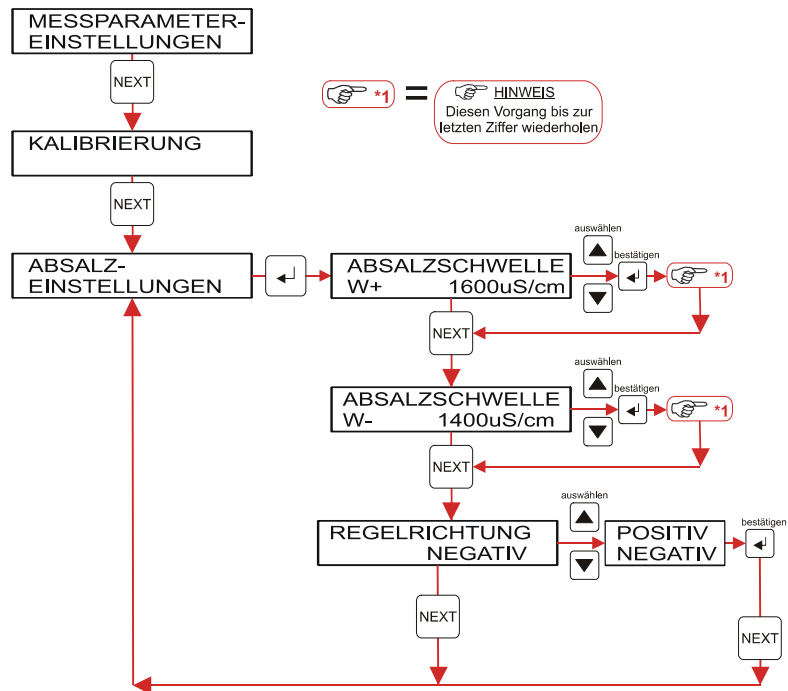 MESSPARAMETER-
EINSTELLUNGEN
NEXT
*1
=
HINWEIS
Diesen Vorgang bis zur
letzten Ziffer wiederholen
KALIBRIERUNG
NEXT
ABSALZ-
EINSTELLUNGEN
ABSALZSCHWELLE
W+ 1600uS/cm
auswählen
bestätigen
*1
NEXT
ABSALZSCHWELLE
W- 1400uS/cm
auswählen
bestätigen
*1
NEXT
REGELRICHTUNG
NEGATIV
auswählen
POSITIV
NEGATIV
bestätigen
NEXT
NEXT